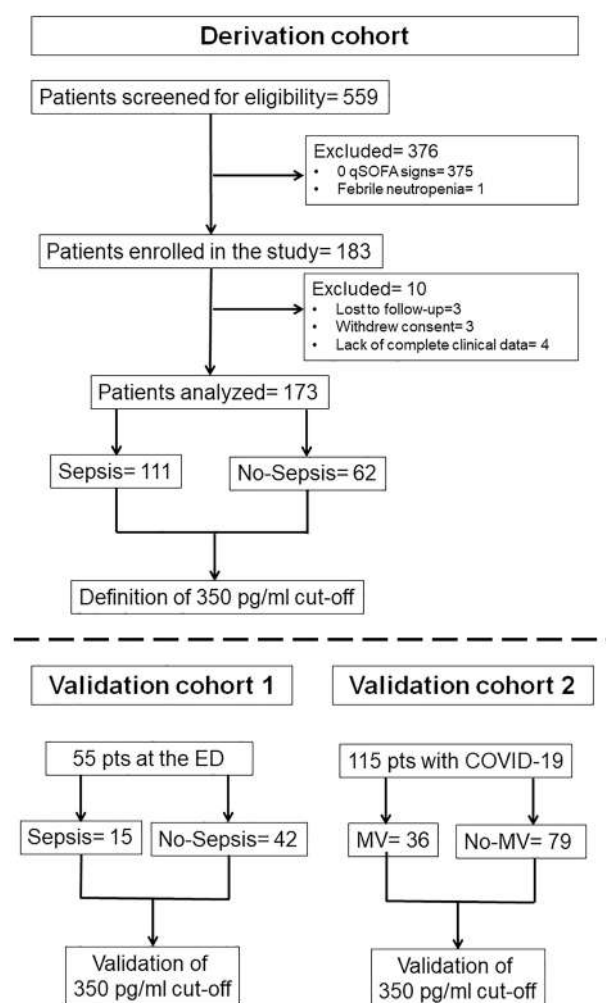 Derivation cohort
Patients screened for eligibility= 559
Excluded= 376
• 0 qSOFA signs= 375
• Febrile neutropenia= 1
Patients enrolled in the study= 183
Excluded= 10
• Lost to follow-up=3
• Withdrew consent= 3
• Lack of complete clinical data= 4
Patients analyzed= 173
Sepsis= 111
No-Sepsis= 62
Definition of 350 pg/ml cut-off
Validation cohort 1
55 pts at the ED
Sepsis= 15
No-Sepsis= 42
Validation of
350 pg/ml cut-off
Validation cohort 2
115 pts with COVID-19
MV= 36
No-MV= 79
Validation of
350 pg/ml cut-off